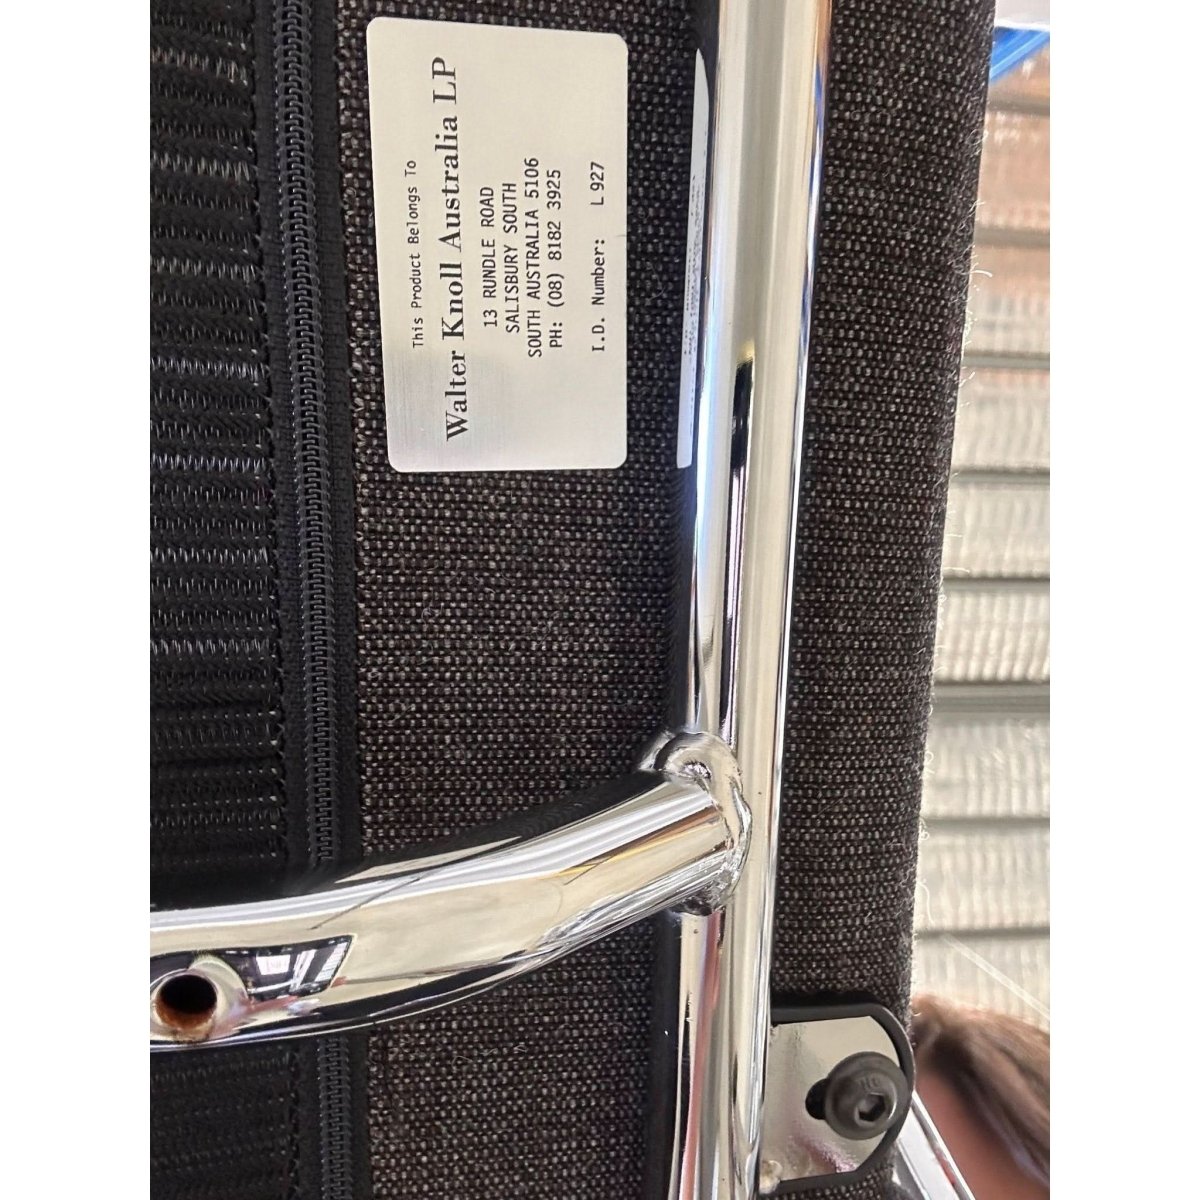 This Product Belongs To
Walter Knoll Australia LP
13 RUNDLE ROAD
SALISBURY SOUTH
SOUTH AUSTRALIA 5106
PH: (08) 8182 3925
I.D. Number: L 927